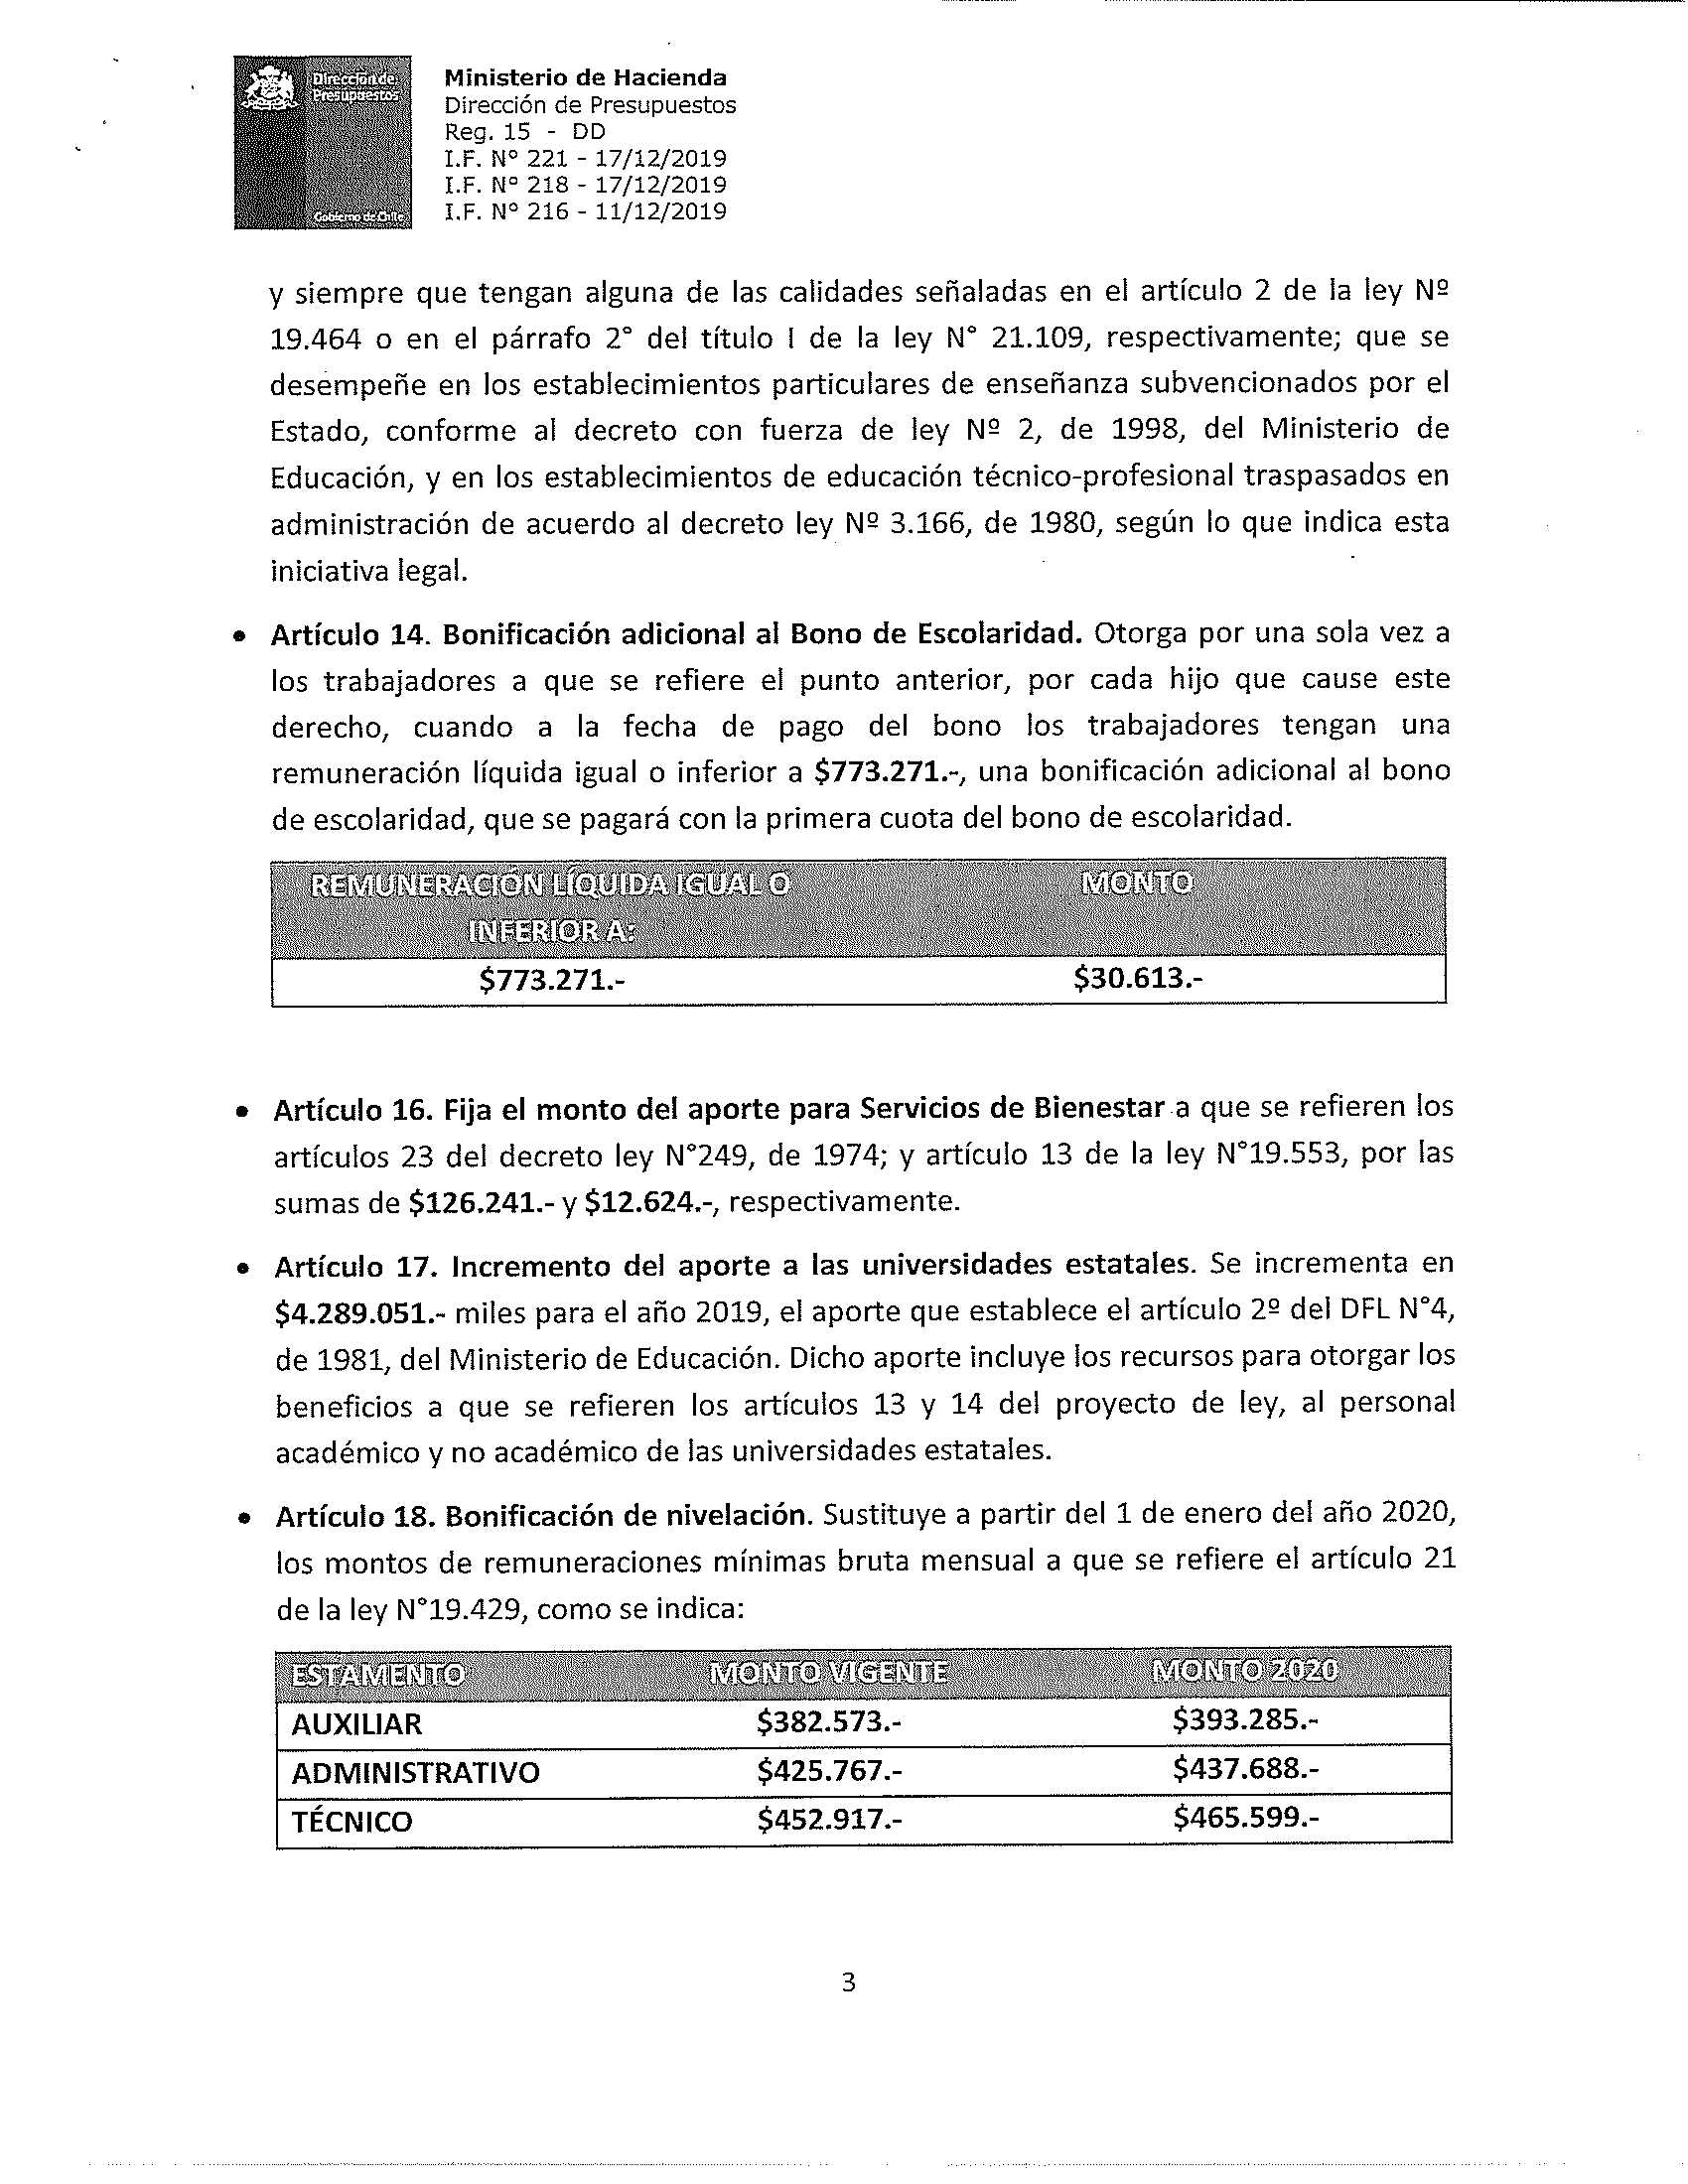 Dirección de
Presupuestos
Gobierno de Chile
Ministerio de Hacienda
Dirección de Presupuestos
Reg. 15 - DD
I.F. N° 221 - 17/12/2019
I.F. Nº 218 - 17/12/2019
I.F. N° 216 - 11/12/2019
y siempre que tengan alguna de las calidades señaladas en el artículo 2 de la ley Nº
19.464 o en el párrafo 2° del título I de la ley N° 21.109, respectivamente; que se
desempeñe en los establecimientos particulares de enseñanza subvencionados por el
Estado, conforme al decreto con fuerza de ley Nº 2, de 1998, del Ministerio de
Educación, y en los establecimientos de educación técnico-profesional traspasados en
administración de acuerdo al decreto ley Nº 3.166, de 1980, según lo que indica esta
iniciativa legal.
• Artículo 14. Bonificación adicional al Bono de Escolaridad. Otorga por una sola vez a
los trabajadores a que se refiere el punto anterior, por cada hijo que cause este
derecho, cuando a la fecha de pago del bono los trabajadores tengan una
remuneración líquida igual o inferior a $773.271.-, una bonificación adicional al bono
de escolaridad, que se pagará con la primera cuota del bono de escolaridad.
REMUNERACIÓN LÍQUIDA IGUAL O MONTO
INFERIOR A:
$773.271.- $30.613.-
• Artículo 16. Fija el monto del aporte para Servicios de Bienestar a que se refieren los
artículos 23 del decreto ley N°249, de 1974; y artículo 13 de la ley N°19.553, por las
sumas de $126.241.- y $12.624.-, respectivamente.
• Artículo 17. Incremento del aporte a las universidades estatales. Se incrementa en
$4.289.051.- miles para el año 2019, el aporte que establece el artículo 2º del DFL N°4,
de 1981, del Ministerio de Educación. Dicho aporte incluye los recursos para otorgar los
beneficios a que se refieren los artículos 13 y 14 del proyecto de ley, al personal
académico y no académico de las universidades estatales.
• Artículo 18. Bonificación de nivelación. Sustituye a partir del 1 de enero del año 2020,
los montos de remuneraciones mínimas bruta mensual a que se refiere el artículo 21
de la ley N°19.429, como se indica:
ESTAMENTO MONTO VIGENTE MONTO 2020
AUXILIAR $382.573.- $393.285.-
ADMINISTRATIVO $425.767.- $437.688.-
TÉCNICO $452.917.- $465.599.-
3